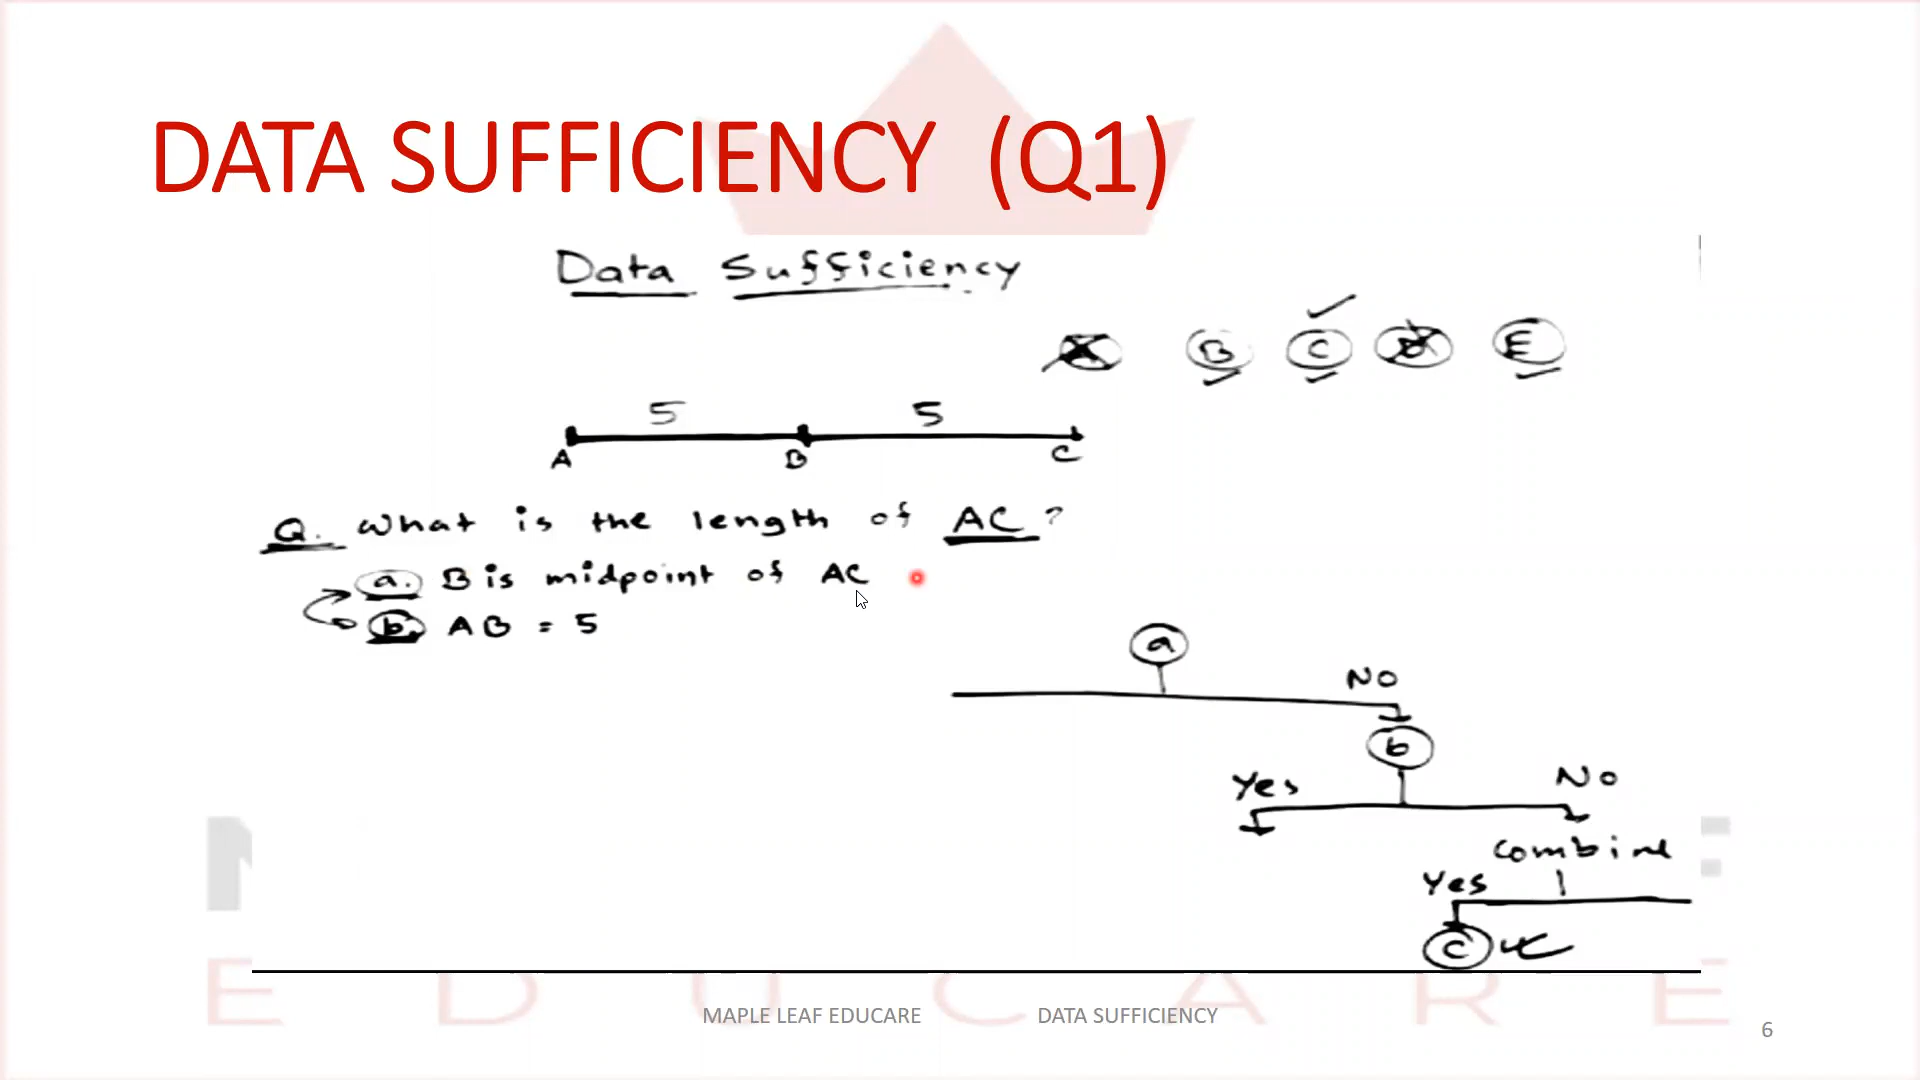 DATA SUFFICIENCY (Q1)
Data Sufficiency
A B C D E
5 5
A B C
Q. What is the length of AC?
a. B is midpoint of AC
b. AB = 5
a
No
b
Yes No
combine
Yes
C
EDUCARE
MAPLE LEAF EDUCARE DATA SUFFICIENCY
6